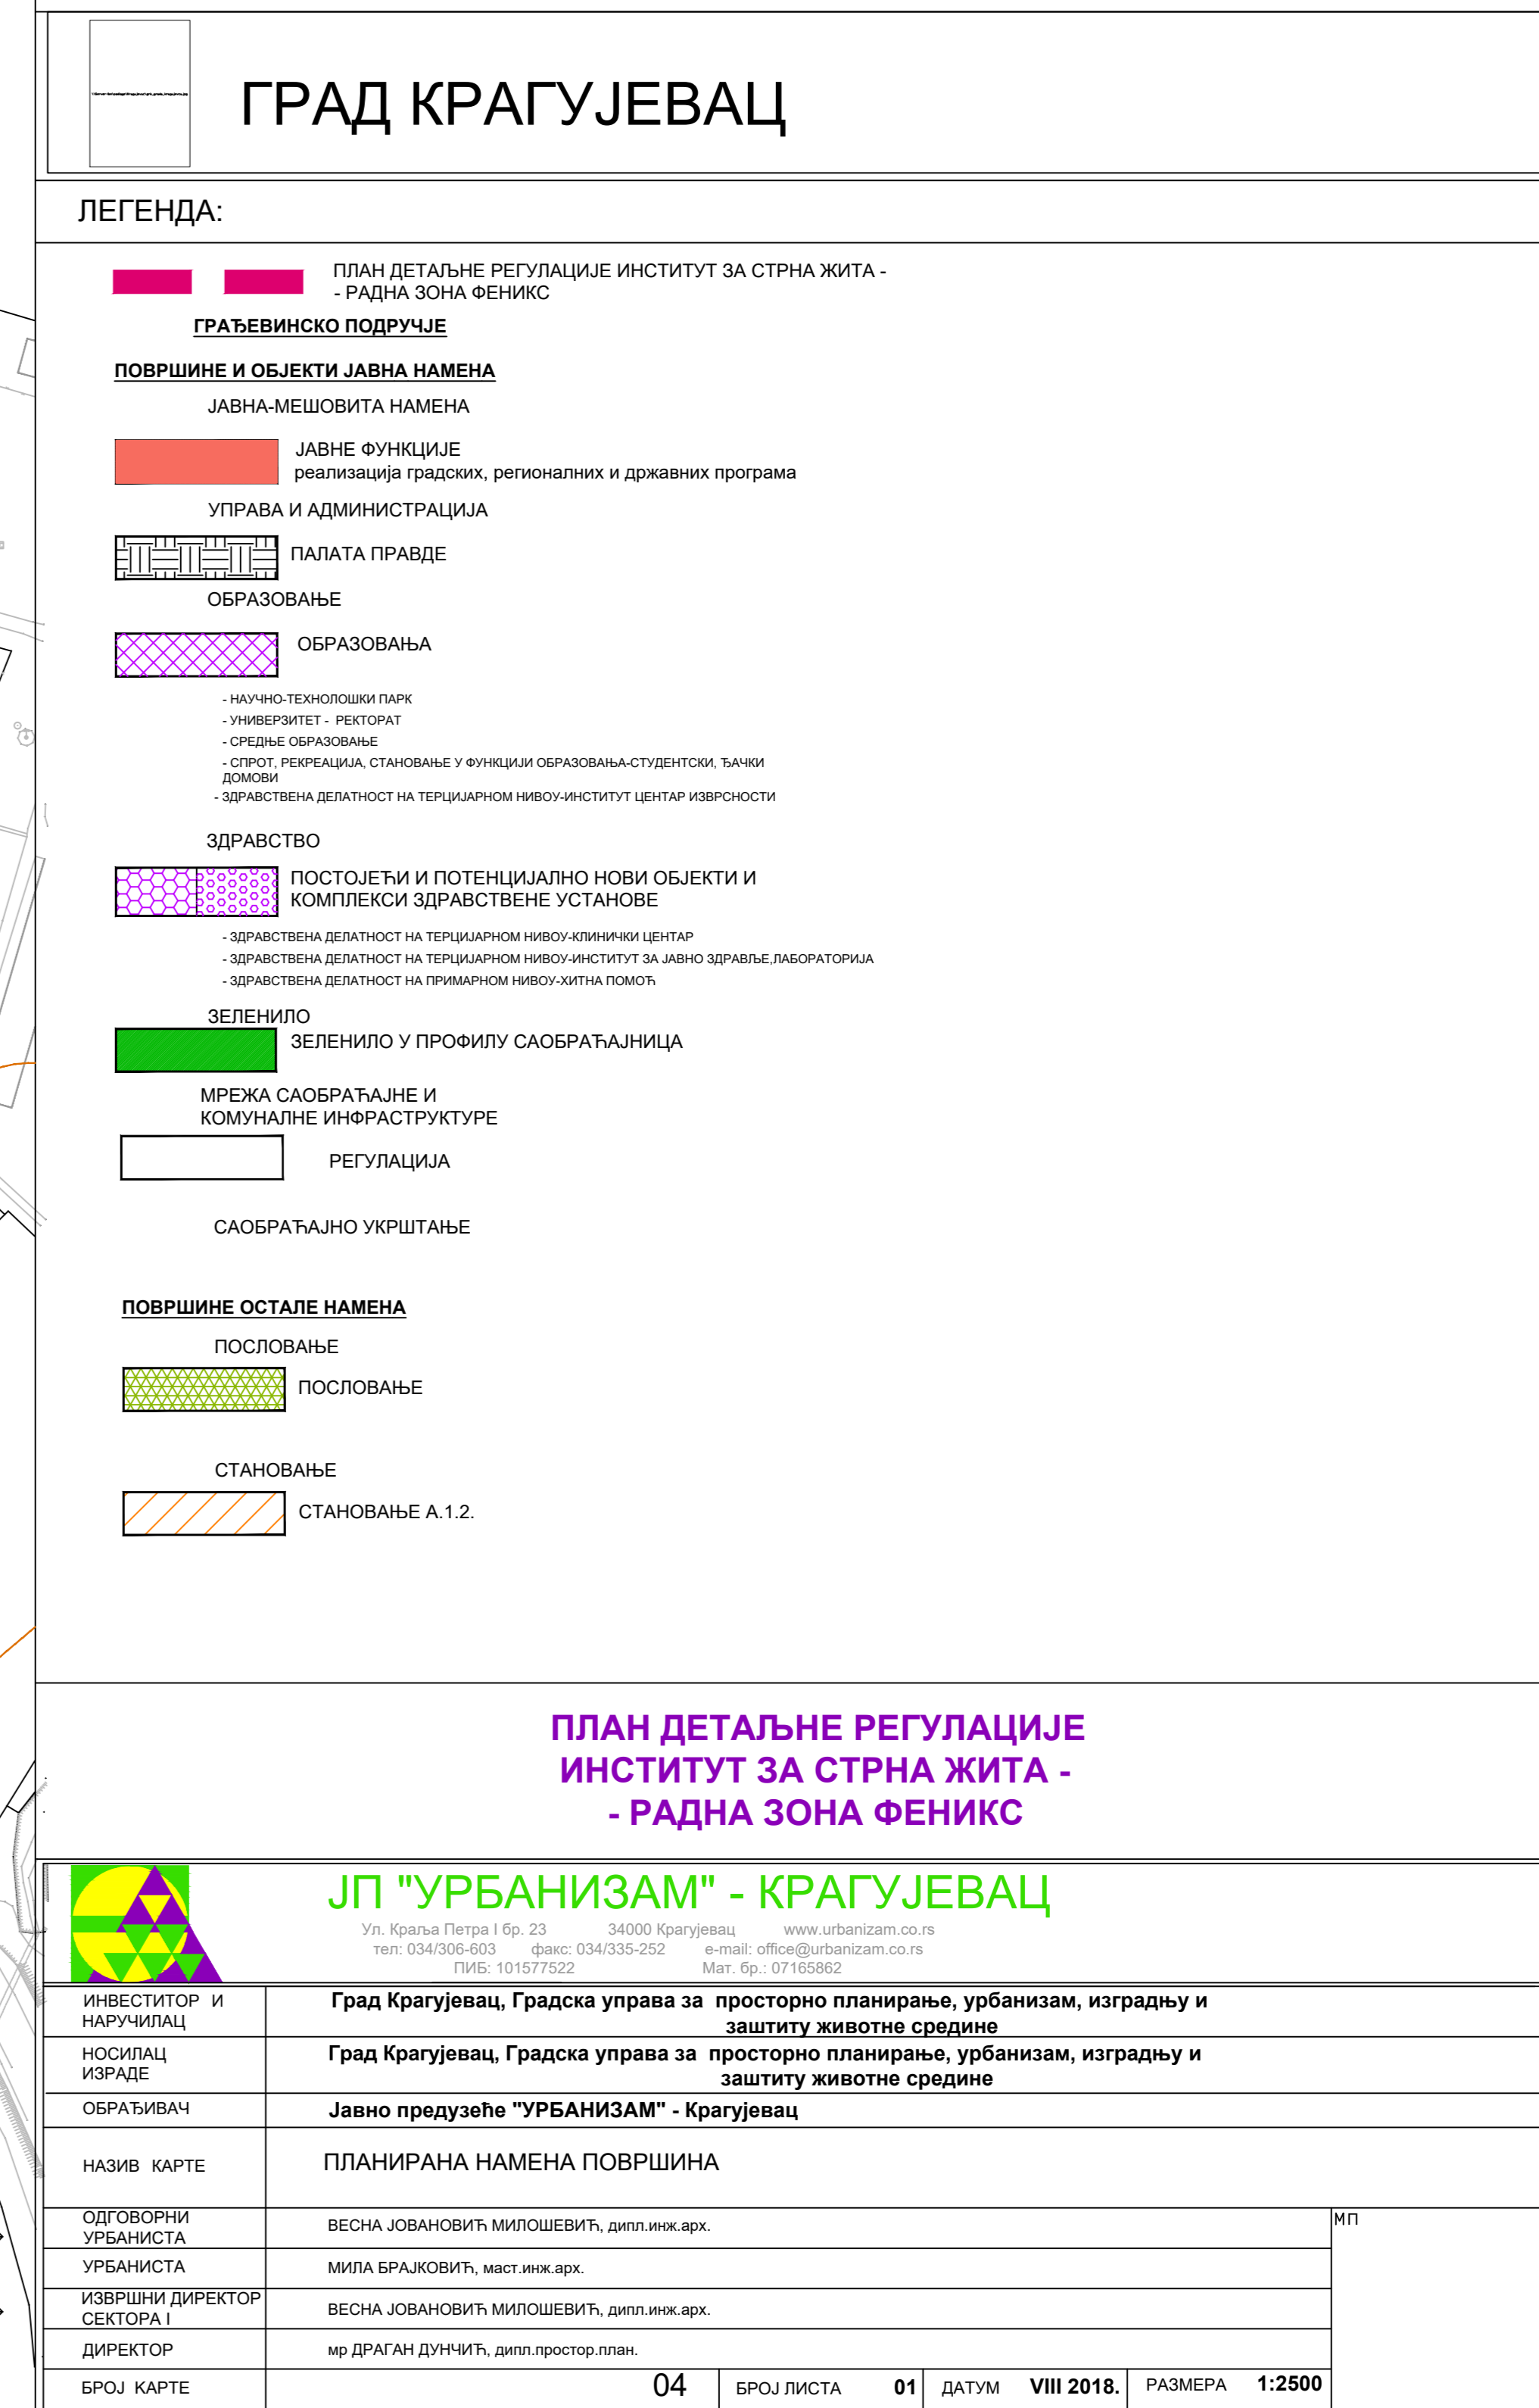 ГРАД КРАГУЈЕВАЦ
ЛЕГЕНДА:
ПЛАН ДЕТАЉНЕ РЕГУЛАЦИЈЕ ИНСТИТУТ ЗА СТРНА ЖИТА -
- РАДНА ЗОНА ФЕНИКС
ГРАЂЕВИНСКО ПОДРУЧЈЕ
ПОВРШИНЕ И ОБЈЕКТИ ЈАВНА НАМЕНА
ЈАВНА-МЕШОВИТА НАМЕНА
ЈАВНЕ ФУНКЦИЈЕ
реализација градских, регионалних и државних програма
УПРАВА И АДМИНИСТРАЦИЈА
ПАЛАТА ПРАВДЕ
ОБРАЗОВАЊЕ
ОБРАЗОВАЊА
- НАУЧНО-ТЕХНОЛОШКИ ПАРК
- УНИВЕРЗИТЕТ - РЕКТОРАТ
- СРЕДЊЕ ОБРАЗОВАЊЕ
- СПРОТ, РЕКРЕАЦИЈА, СТАНОВАЊЕ У ФУНКЦИЈИ ОБРАЗОВАЊА-СТУДЕНТСКИ, ЂАЧКИ
ДОМОВИ
- ЗДРАВСТВЕНА ДЕЛАТНОСТ НА ТЕРЦИЈАРНОМ НИВОУ-ИНСТИТУТ ЦЕНТАР ИЗВРСНОСТИ
ЗДРАВСТВО
ПОСТОЈЕЋИ И ПОТЕНЦИЈАЛНО НОВИ ОБЈЕКТИ И
КОМПЛЕКСИ ЗДРАВСТВЕНЕ УСТАНОВЕ
- ЗДРАВСТВЕНА ДЕЛАТНОСТ НА ТЕРЦИЈАРНОМ НИВОУ-КЛИНИЧКИ ЦЕНТАР
- ЗДРАВСТВЕНА ДЕЛАТНОСТ НА ТЕРЦИЈАРНОМ НИВОУ-ИНСТИТУТ ЗА ЈАВНО ЗДРАВЉЕ,ЛАБОРАТОРИЈА
- ЗДРАВСТВЕНА ДЕЛАТНОСТ НА ПРИМАРНОМ НИВОУ-ХИТНА ПОМОЋ
ЗЕЛЕНИЛО
ЗЕЛЕНИЛО У ПРОФИЛУ САОБРАЋАЈНИЦА
МРЕЖА САОБРАЋАЈНЕ И
КОМУНАЛНЕ ИНФРАСТРУКТУРЕ
РЕГУЛАЦИЈА
САОБРАЋАЈНО УКРШТАЊЕ
ПОВРШИНЕ ОСТАЛЕ НАМЕНА
ПОСЛОВАЊЕ
ПОСЛОВАЊЕ
СТАНОВАЊЕ
СТАНОВАЊЕ А.1.2.
ПЛАН ДЕТАЉНЕ РЕГУЛАЦИЈЕ
ИНСТИТУТ ЗА СТРНА ЖИТА -
- РАДНА ЗОНА ФЕНИКС
ЈП "УРБАНИЗАМ" - КРАГУЈЕВАЦ
Ул. Краља Петра I бр. 23 34000 Крагујевац www.urbanizam.co.rs
тел: 034/306-603 факс: 034/335-252 e-mail: office@urbanizam.co.rs
ПИБ: 101577522 Мат. бр.: 07165862
ИНВЕСТИТОР И
НАРУЧИЛАЦ
Град Крагујевац, Градска управа за просторно планирање, урбанизам, изградњу и
заштиту животне средине
НОСИЛАЦ
ИЗРАДЕ
Град Крагујевац, Градска управа за просторно планирање, урбанизам, изградњу и
заштиту животне средине
ОБРАЂИВАЧ Јавно предузеће "УРБАНИЗАМ" - Крагујевац
НАЗИВ КАРТЕ ПЛАНИРАНА НАМЕНА ПОВРШИНА
ОДГОВОРНИ
УРБАНИСТА
ВЕСНА ЈОВАНОВИЋ МИЛОШЕВИЋ, дипл.инж.арх.
МП
УРБАНИСТА МИЛА БРАЈКОВИЋ, маст.инж.арх.
ИЗВРШНИ ДИРЕКТОР
СЕКТОРА I
ВЕСНА ЈОВАНОВИЋ МИЛОШЕВИЋ, дипл.инж.арх.
ДИРЕКТОР мр ДРАГАН ДУНЧИЋ, дипл.простор.план.
БРОЈ КАРТЕ 04 БРОЈ ЛИСТА 01 ДАТУМ VIII 2018. РАЗМЕРА 1:2500